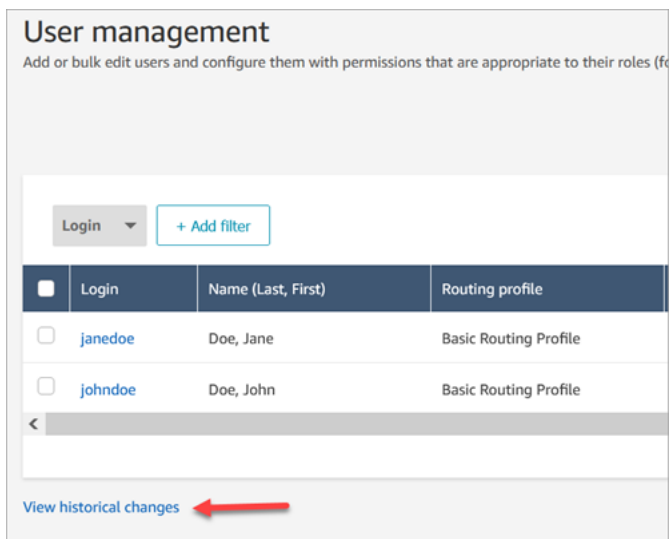 User management
Add or bulk edit users and configure them with permissions that are appropriate to their roles (fo
Login
+ Add filter
Login Name (Last, First) Routing profile
janedoe Doe, Jane Basic Routing Profile
johndoe Doe, John Basic Routing Profile
View historical changes